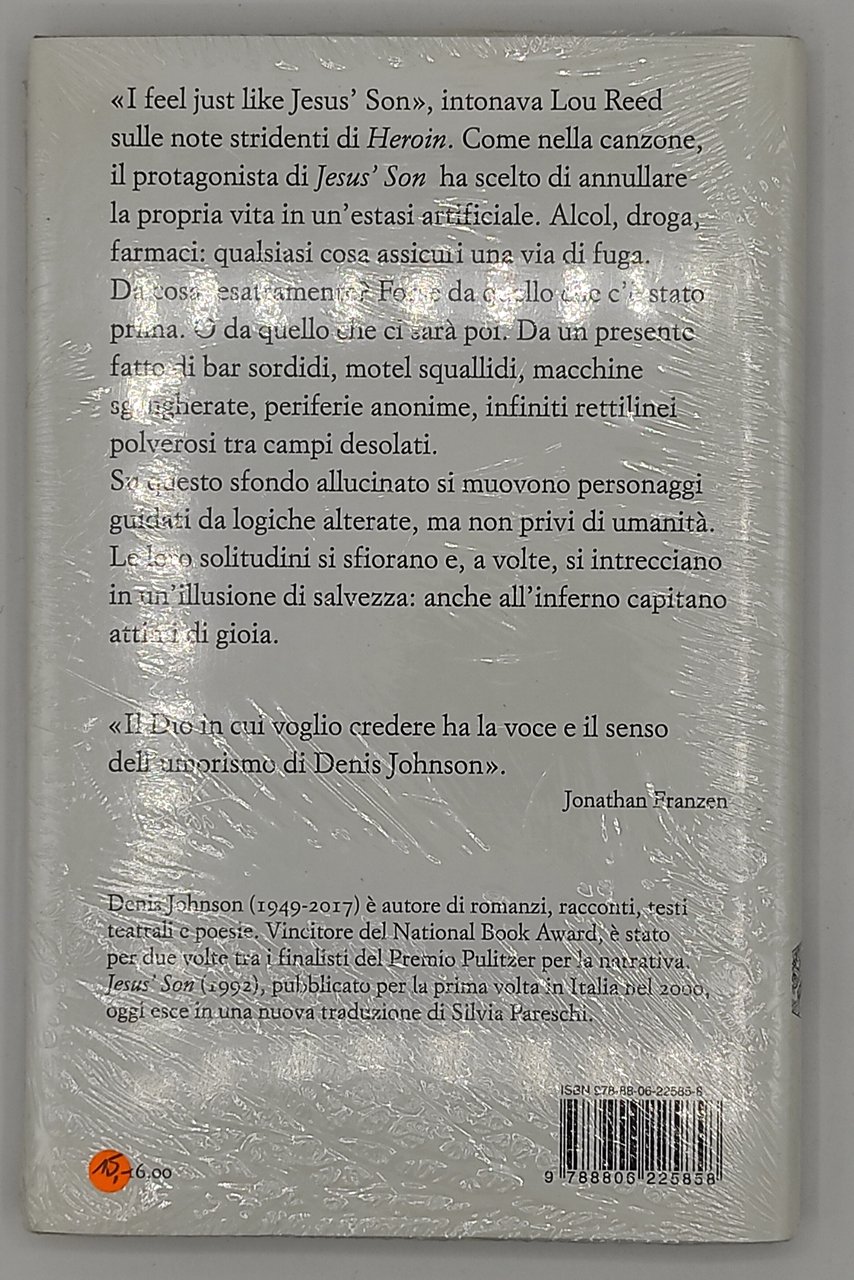 «I feel just like Jesus' Son», intonava Lou Reed
sulle note stridenti di Heroin. Come nella canzone,
il protagonista di Jesus' Son ha scelto di annullare
la propria vita in un'estasi artificiale. Alcol, droga,
farmaci: qualsiasi cosa assicuri una via di fuga.
Da cosa, esattamente? Forse da quello che c'è stato
prima. O da quello che ci sarà poi. Da un presente
fatto di bar sordidi, motel squallidi, macchine
sgangherate, periferie anonime, infiniti rettilinei
polverosi tra campi desolati.
Su questo sfondo allucinato si muovono personaggi
guidati da logiche alterate, ma non privi di umanità.
Le loro solitudini si sfiorano e, a volte, si intrecciano
in un'illusione di salvezza: anche all'inferno capitano
attimi di gioia.
«Il Dio in cui voglio credere ha la voce e il senso
dell'umorismo di Denis Johnson».
Jonathan Franzen
Denis Johnson (1949-2017) è autore di romanzi, racconti, testi
teatrali e poesie. Vincitore del National Book Award, è stato
per due volte tra i finalisti del Premio Pulitzer per la narrativa.
Jesus' Son (1992), pubblicato per la prima volta in Italia nel 2000,
oggi esce in una nuova traduzione di Silvia Pareschi.
ISBN 978-88-06-22585-8
9 788806 225858
15,- 16.00